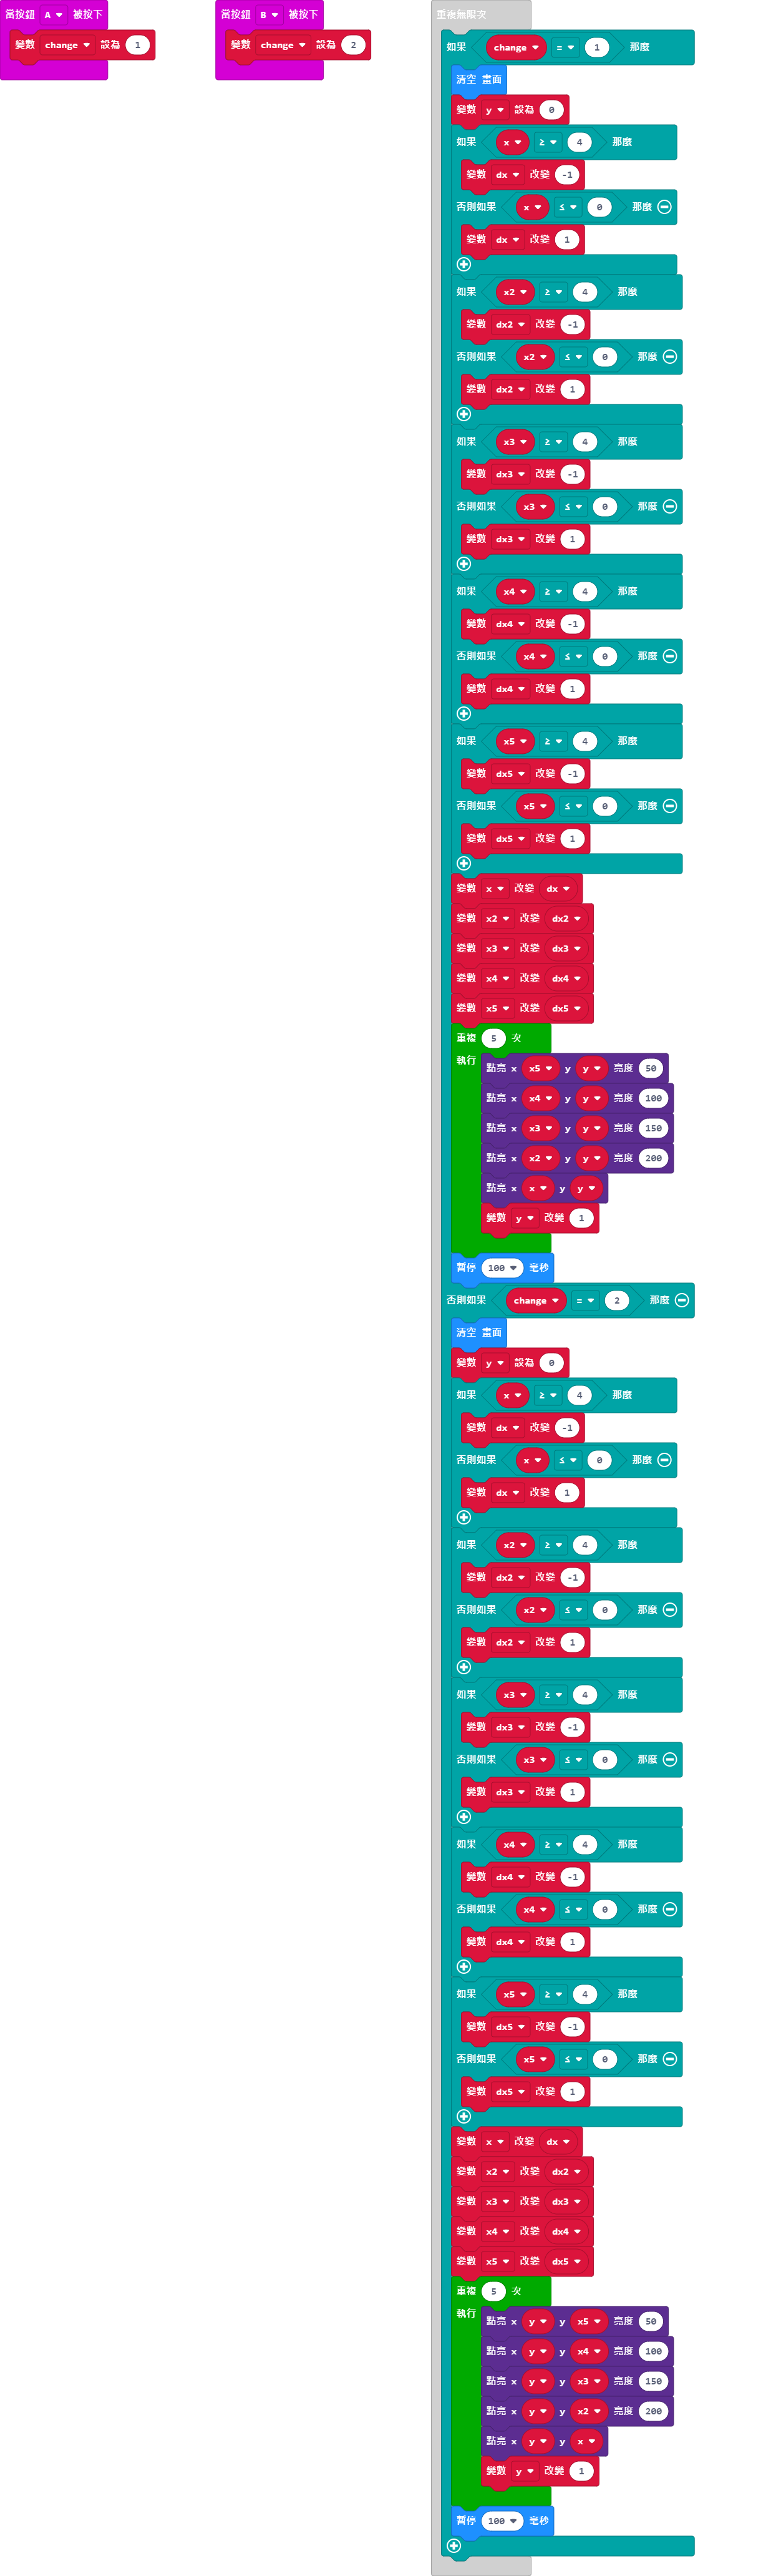 當按鈕 A 被按下
變數 change 設為 1
當按鈕 B 被按下
變數 change 設為 2
重複無限次
如果 change = 1 那麼
清空 畫面
變數 y 設為 0
如果 x ≥ 4 那麼
變數 dx 改變 -1
否則如果 x ≤ 0 那麼
變數 dx 改變 1
如果 x2 ≥ 4 那麼
變數 dx2 改變 -1
否則如果 x2 ≤ 0 那麼
變數 dx2 改變 1
如果 x3 ≥ 4 那麼
變數 dx3 改變 -1
否則如果 x3 ≤ 0 那麼
變數 dx3 改變 1
如果 x4 ≥ 4 那麼
變數 dx4 改變 -1
否則如果 x4 ≤ 0 那麼
變數 dx4 改變 1
如果 x5 ≥ 4 那麼
變數 dx5 改變 -1
否則如果 x5 ≤ 0 那麼
變數 dx5 改變 1
變數 x 改變 dx
變數 x2 改變 dx2
變數 x3 改變 dx3
變數 x4 改變 dx4
變數 x5 改變 dx5
重複 5 次
執行 點亮 x x5 y y 亮度 50
點亮 x x4 y y 亮度 100
點亮 x x3 y y 亮度 150
點亮 x x2 y y 亮度 200
點亮 x x y y
變數 y 改變 1
暫停 100 毫秒
否則如果 change = 2 那麼
清空 畫面
變數 y 設為 0
如果 x ≥ 4 那麼
變數 dx 改變 -1
否則如果 x ≤ 0 那麼
變數 dx 改變 1
如果 x2 ≥ 4 那麼
變數 dx2 改變 -1
否則如果 x2 ≤ 0 那麼
變數 dx2 改變 1
如果 x3 ≥ 4 那麼
變數 dx3 改變 -1
否則如果 x3 ≤ 0 那麼
變數 dx3 改變 1
如果 x4 ≥ 4 那麼
變數 dx4 改變 -1
否則如果 x4 ≤ 0 那麼
變數 dx4 改變 1
如果 x5 ≥ 4 那麼
變數 dx5 改變 -1
否則如果 x5 ≤ 0 那麼
變數 dx5 改變 1
變數 x 改變 dx
變數 x2 改變 dx2
變數 x3 改變 dx3
變數 x4 改變 dx4
變數 x5 改變 dx5
重複 5 次
執行 點亮 x y y x5 亮度 50
點亮 x y y x4 亮度 100
點亮 x y y x3 亮度 150
點亮 x y y x2 亮度 200
點亮 x y y x
變數 y 改變 1
暫停 100 毫秒